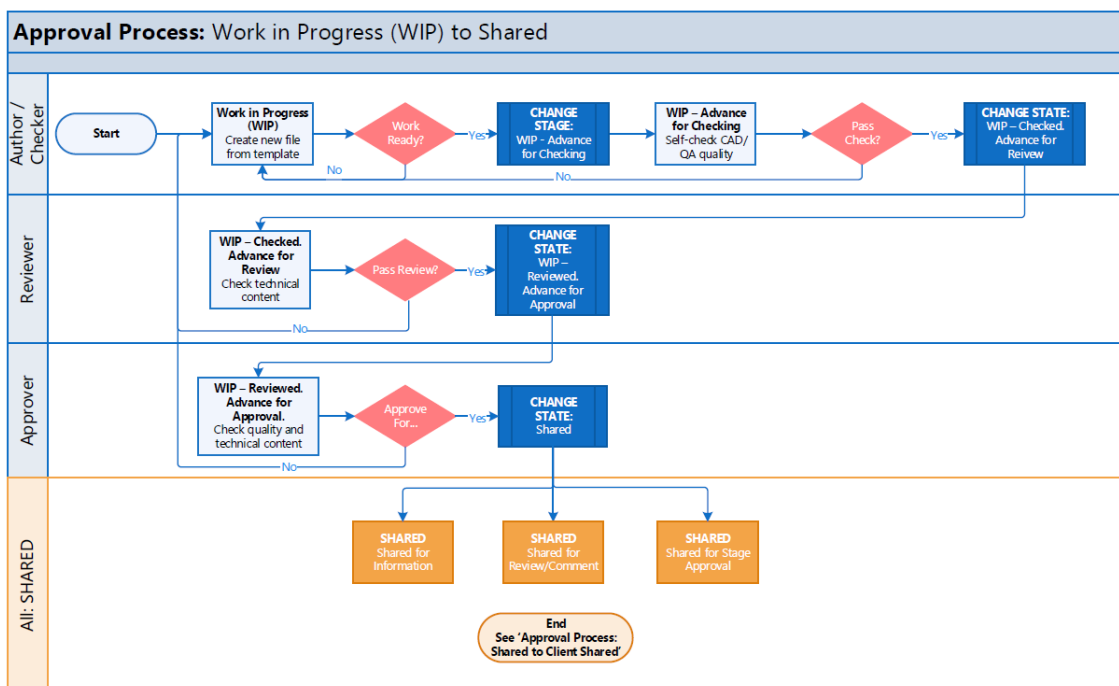 Approval Process: Work in Progress (WIP) to Shared
Author /
Checker
Start
Work in Progress
(WIP)
Create new file
from template
Work
Ready?
Yes
No
CHANGE
STAGE:
WIP - Advance
for Checking
WIP – Advance
for Checking
Self-check CAD/
QA quality
Pass
Check?
Yes
No
CHANGE STATE:
WIP – Checked.
Advance for
Reivew
Reviewer
WIP – Checked.
Advance for
Review
Check technical
content
Pass Review?
Yes
No
CHANGE
STATE:
WIP –
Reviewed.
Advance for
Approval
Approver
WIP – Reviewed.
Advance for
Approval.
Check quality and
technical content
Approve
For...
Yes
No
CHANGE
STATE:
Shared
All: SHARED
SHARED
Shared for
Information
SHARED
Shared for
Review/Comment
SHARED
Shared for Stage
Approval
End
See ‘Approval Process:
Shared to Client Shared’